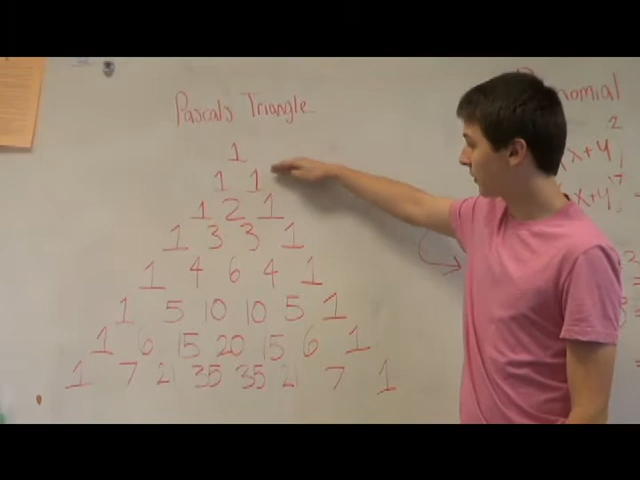 Pascals Triangle
1
1 1
1 2 1
1 3 3 1
1 4 6 4 1
1 5 10 10 5 1
1 6 15 20 15 6 1
1 7 21 35 35 21 7 1
x+y
2
x+y
17